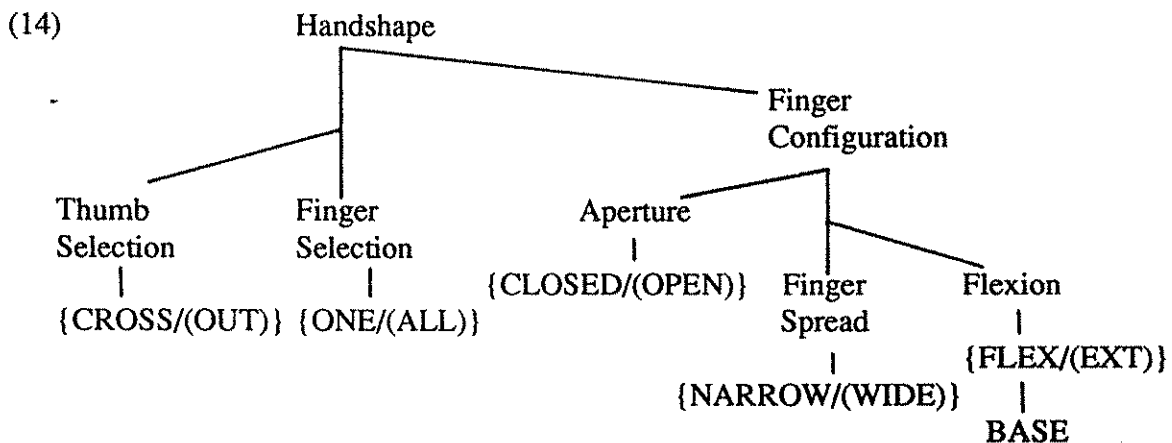 (14)
Handshape
Finger
Configuration
Thumb
Selection
Finger
Selection
Aperture
{CROSS/(OUT)}
{ONE/(ALL)}
{CLOSED/(OPEN)}
Finger
Spread
Flexion
{NARROW/(WIDE)}
{FLEX/(EXT)}
BASE